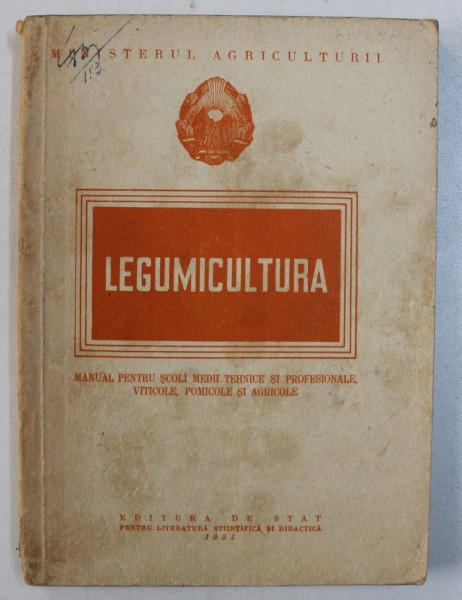 MINISTERUL AGRICULTURII
LEGUMICULTURA
MANUAL PENTRU ȘCOLI MEDII TEHNICE ȘI PROFESIONALE,
VITICOLE, POMICOLE ȘI AGRICOLE
EDITURA DE STAT
PENTRU LITERATURĂ ȘTIINȚIFICĂ ȘI DIDACTICĂ
1951